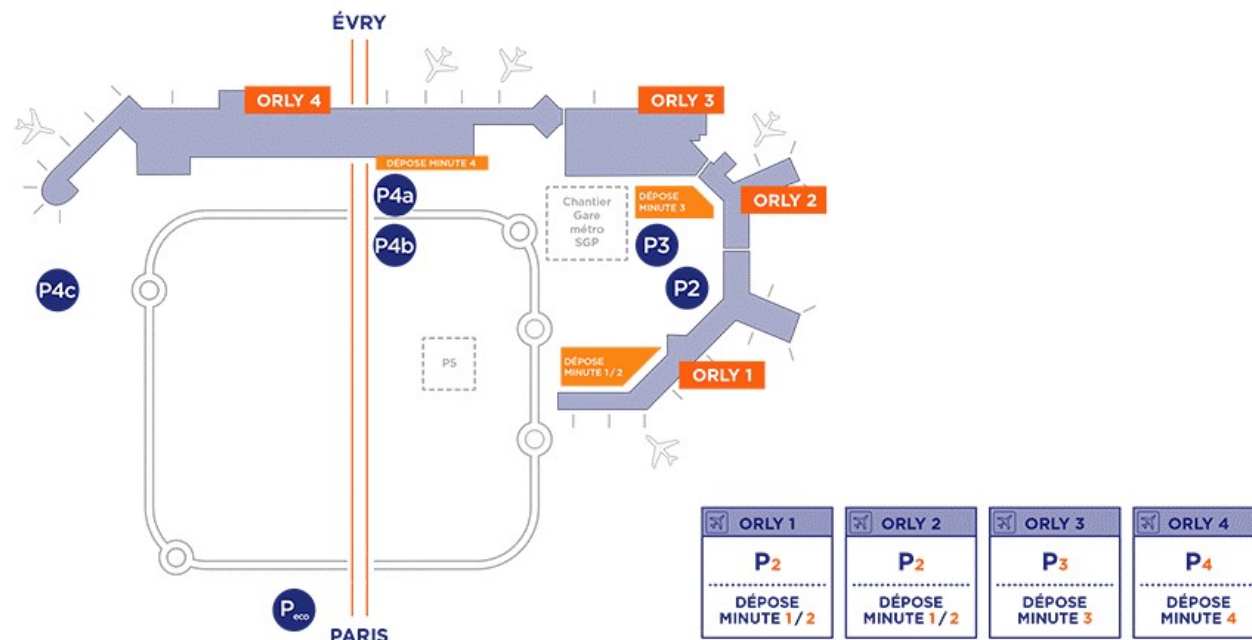 ÉVRY
ORLY 4
ORLY 3
DÉPOSE MINUTE 4
P4a
Chantier
Gare
métro
SGP
DÉPOSE
MINUTE 3
ORLY 2
P4b
P3
P4c
P2
P5
DÉPOSE
MINUTE 1/2
ORLY 1
Peco
PARIS
ORLY 1
P2
DÉPOSE
MINUTE 1/2
ORLY 2
P2
DÉPOSE
MINUTE 1/2
ORLY 3
P3
DÉPOSE
MINUTE 3
ORLY 4
P4
DÉPOSE
MINUTE 4